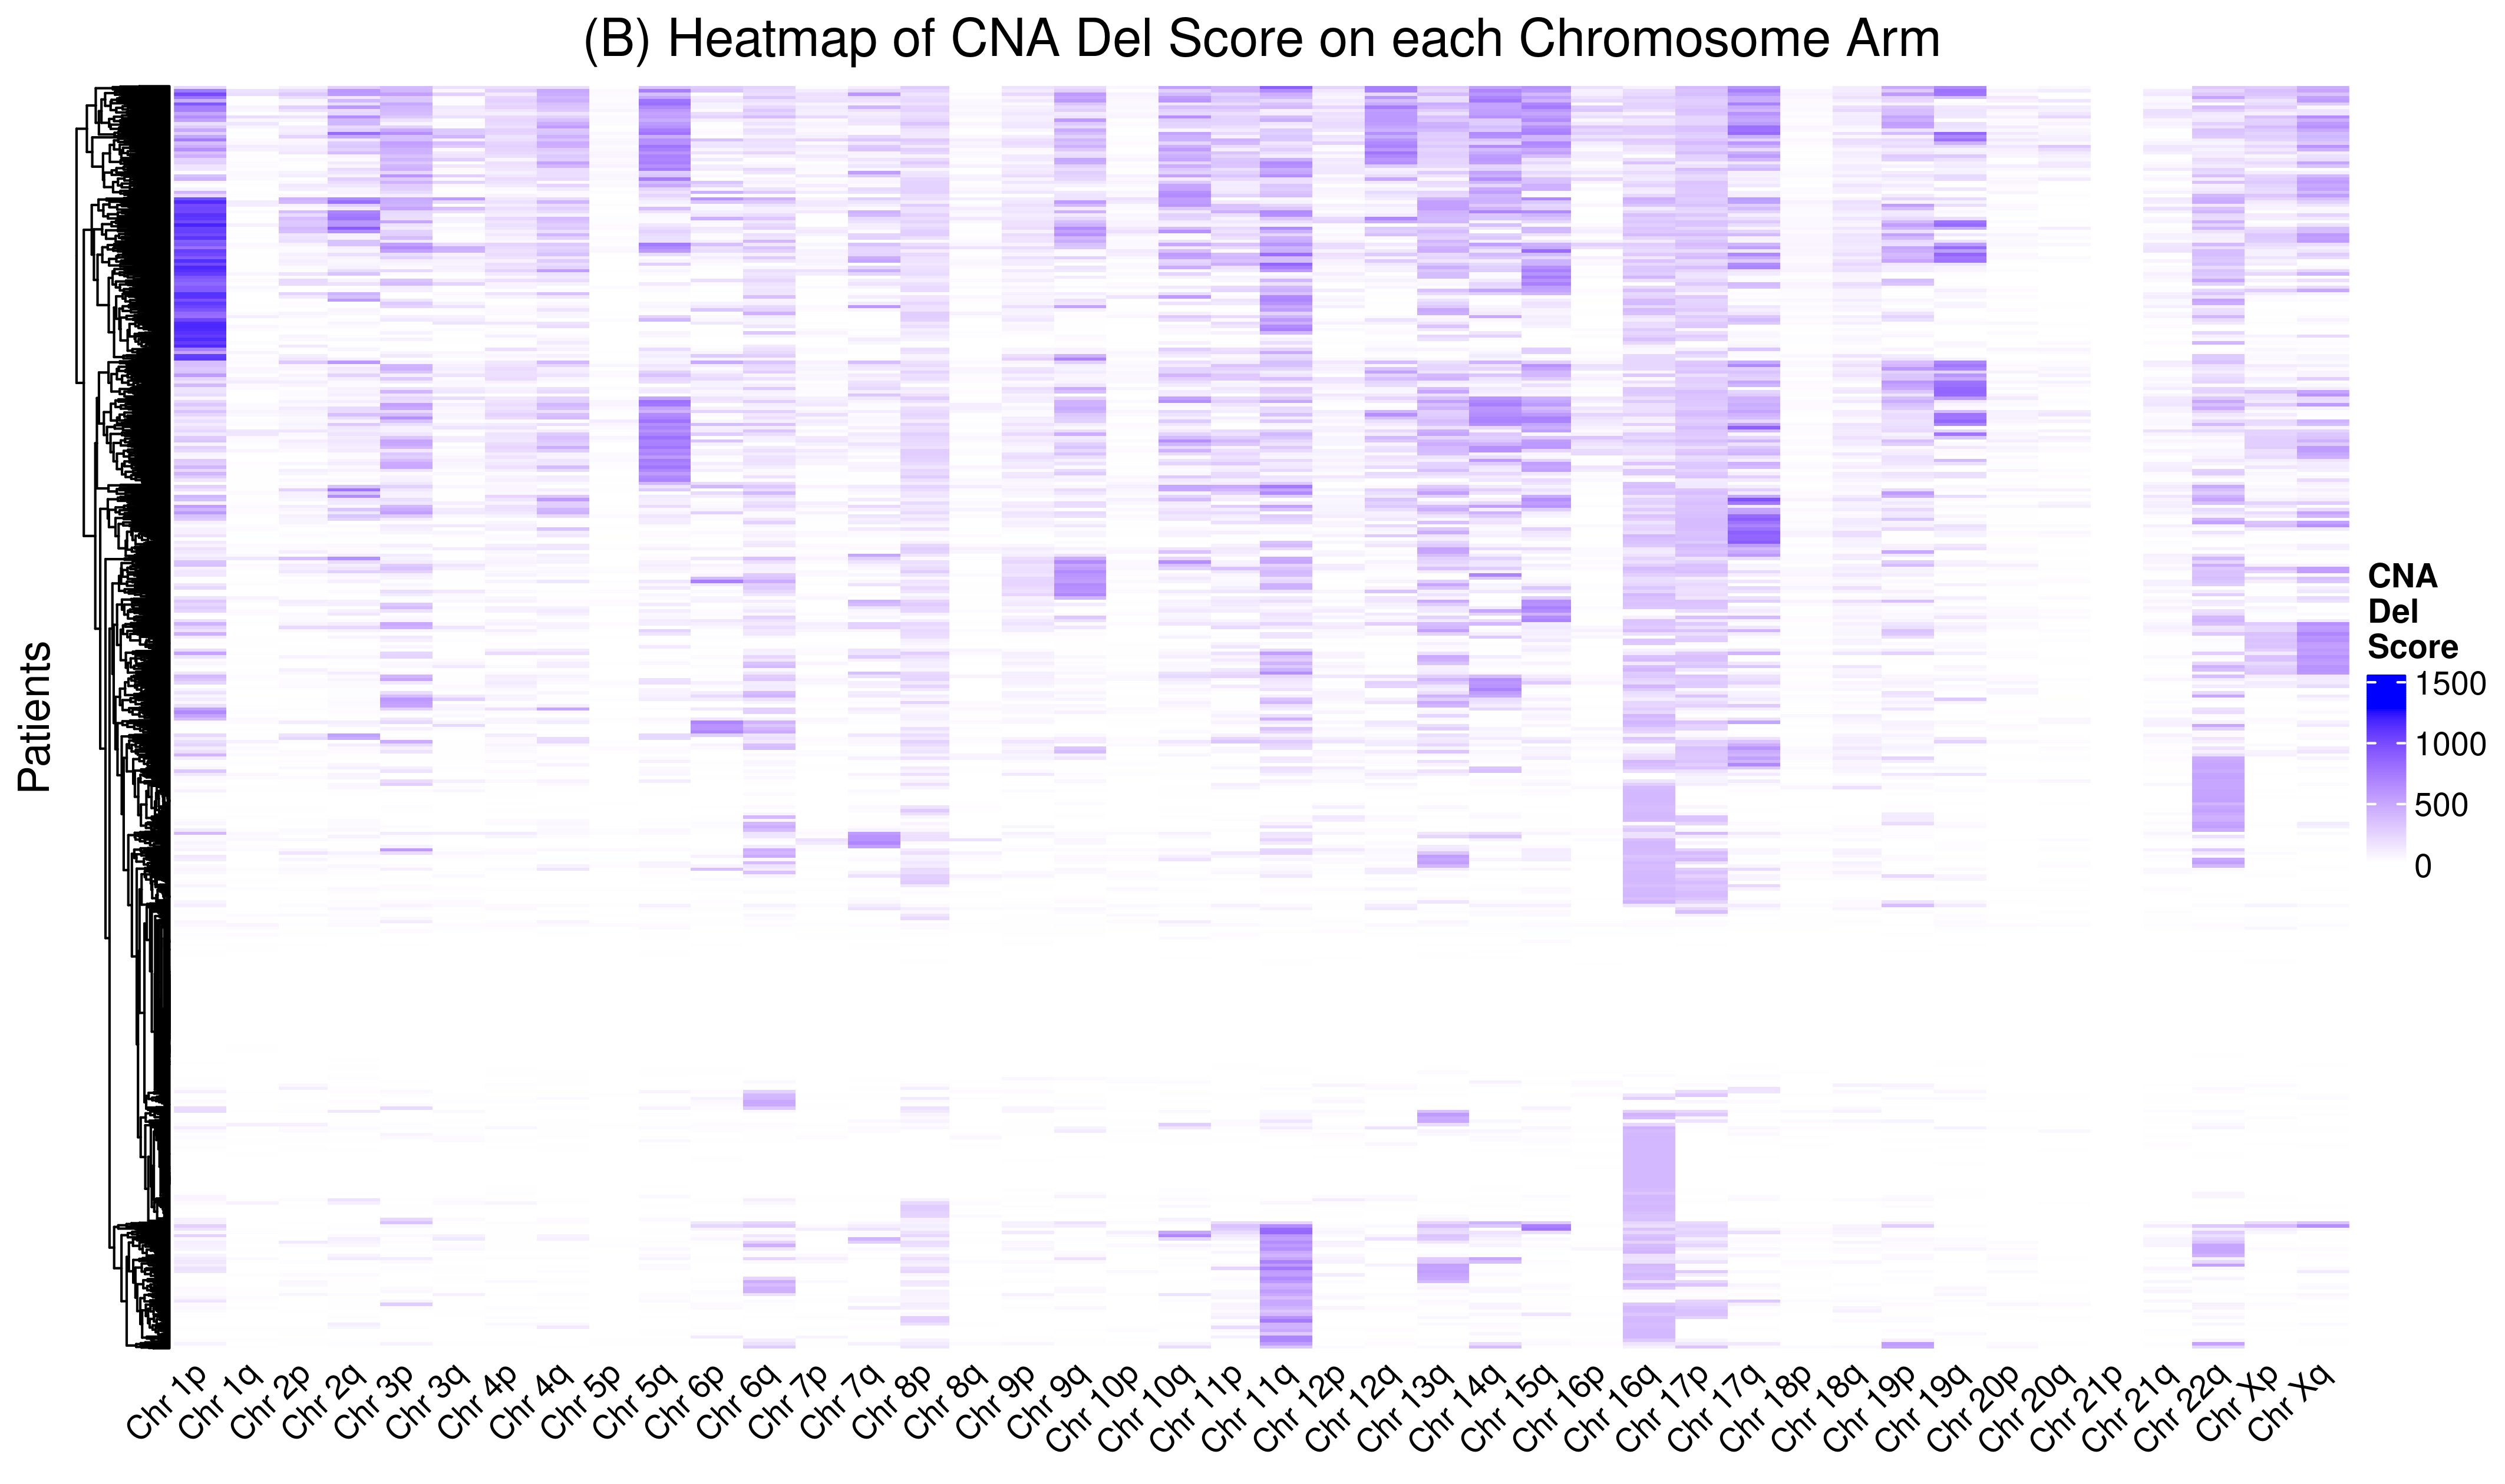 (B) Heatmap of CNA Del Score on each Chromosome Arm
Patients
CNA
Del
Score
1500
1000
500
0
Chr 1p
Chr 1q
Chr 2p
Chr 2q
Chr 3p
Chr 3q
Chr 4p
Chr 4q
Chr 5p
Chr 5q
Chr 6p
Chr 6q
Chr 7p
Chr 7q
Chr 8p
Chr 8q
Chr 9p
Chr 9q
Chr 10p
Chr 10q
Chr 11p
Chr 11q
Chr 12p
Chr 12q
Chr 13q
Chr 14q
Chr 15q
Chr 16p
Chr 16q
Chr 17p
Chr 17q
Chr 18p
Chr 18q
Chr 19p
Chr 19q
Chr 20p
Chr 20q
Chr 21p
Chr 21q
Chr 22q
Chr Xp
Chr Xq